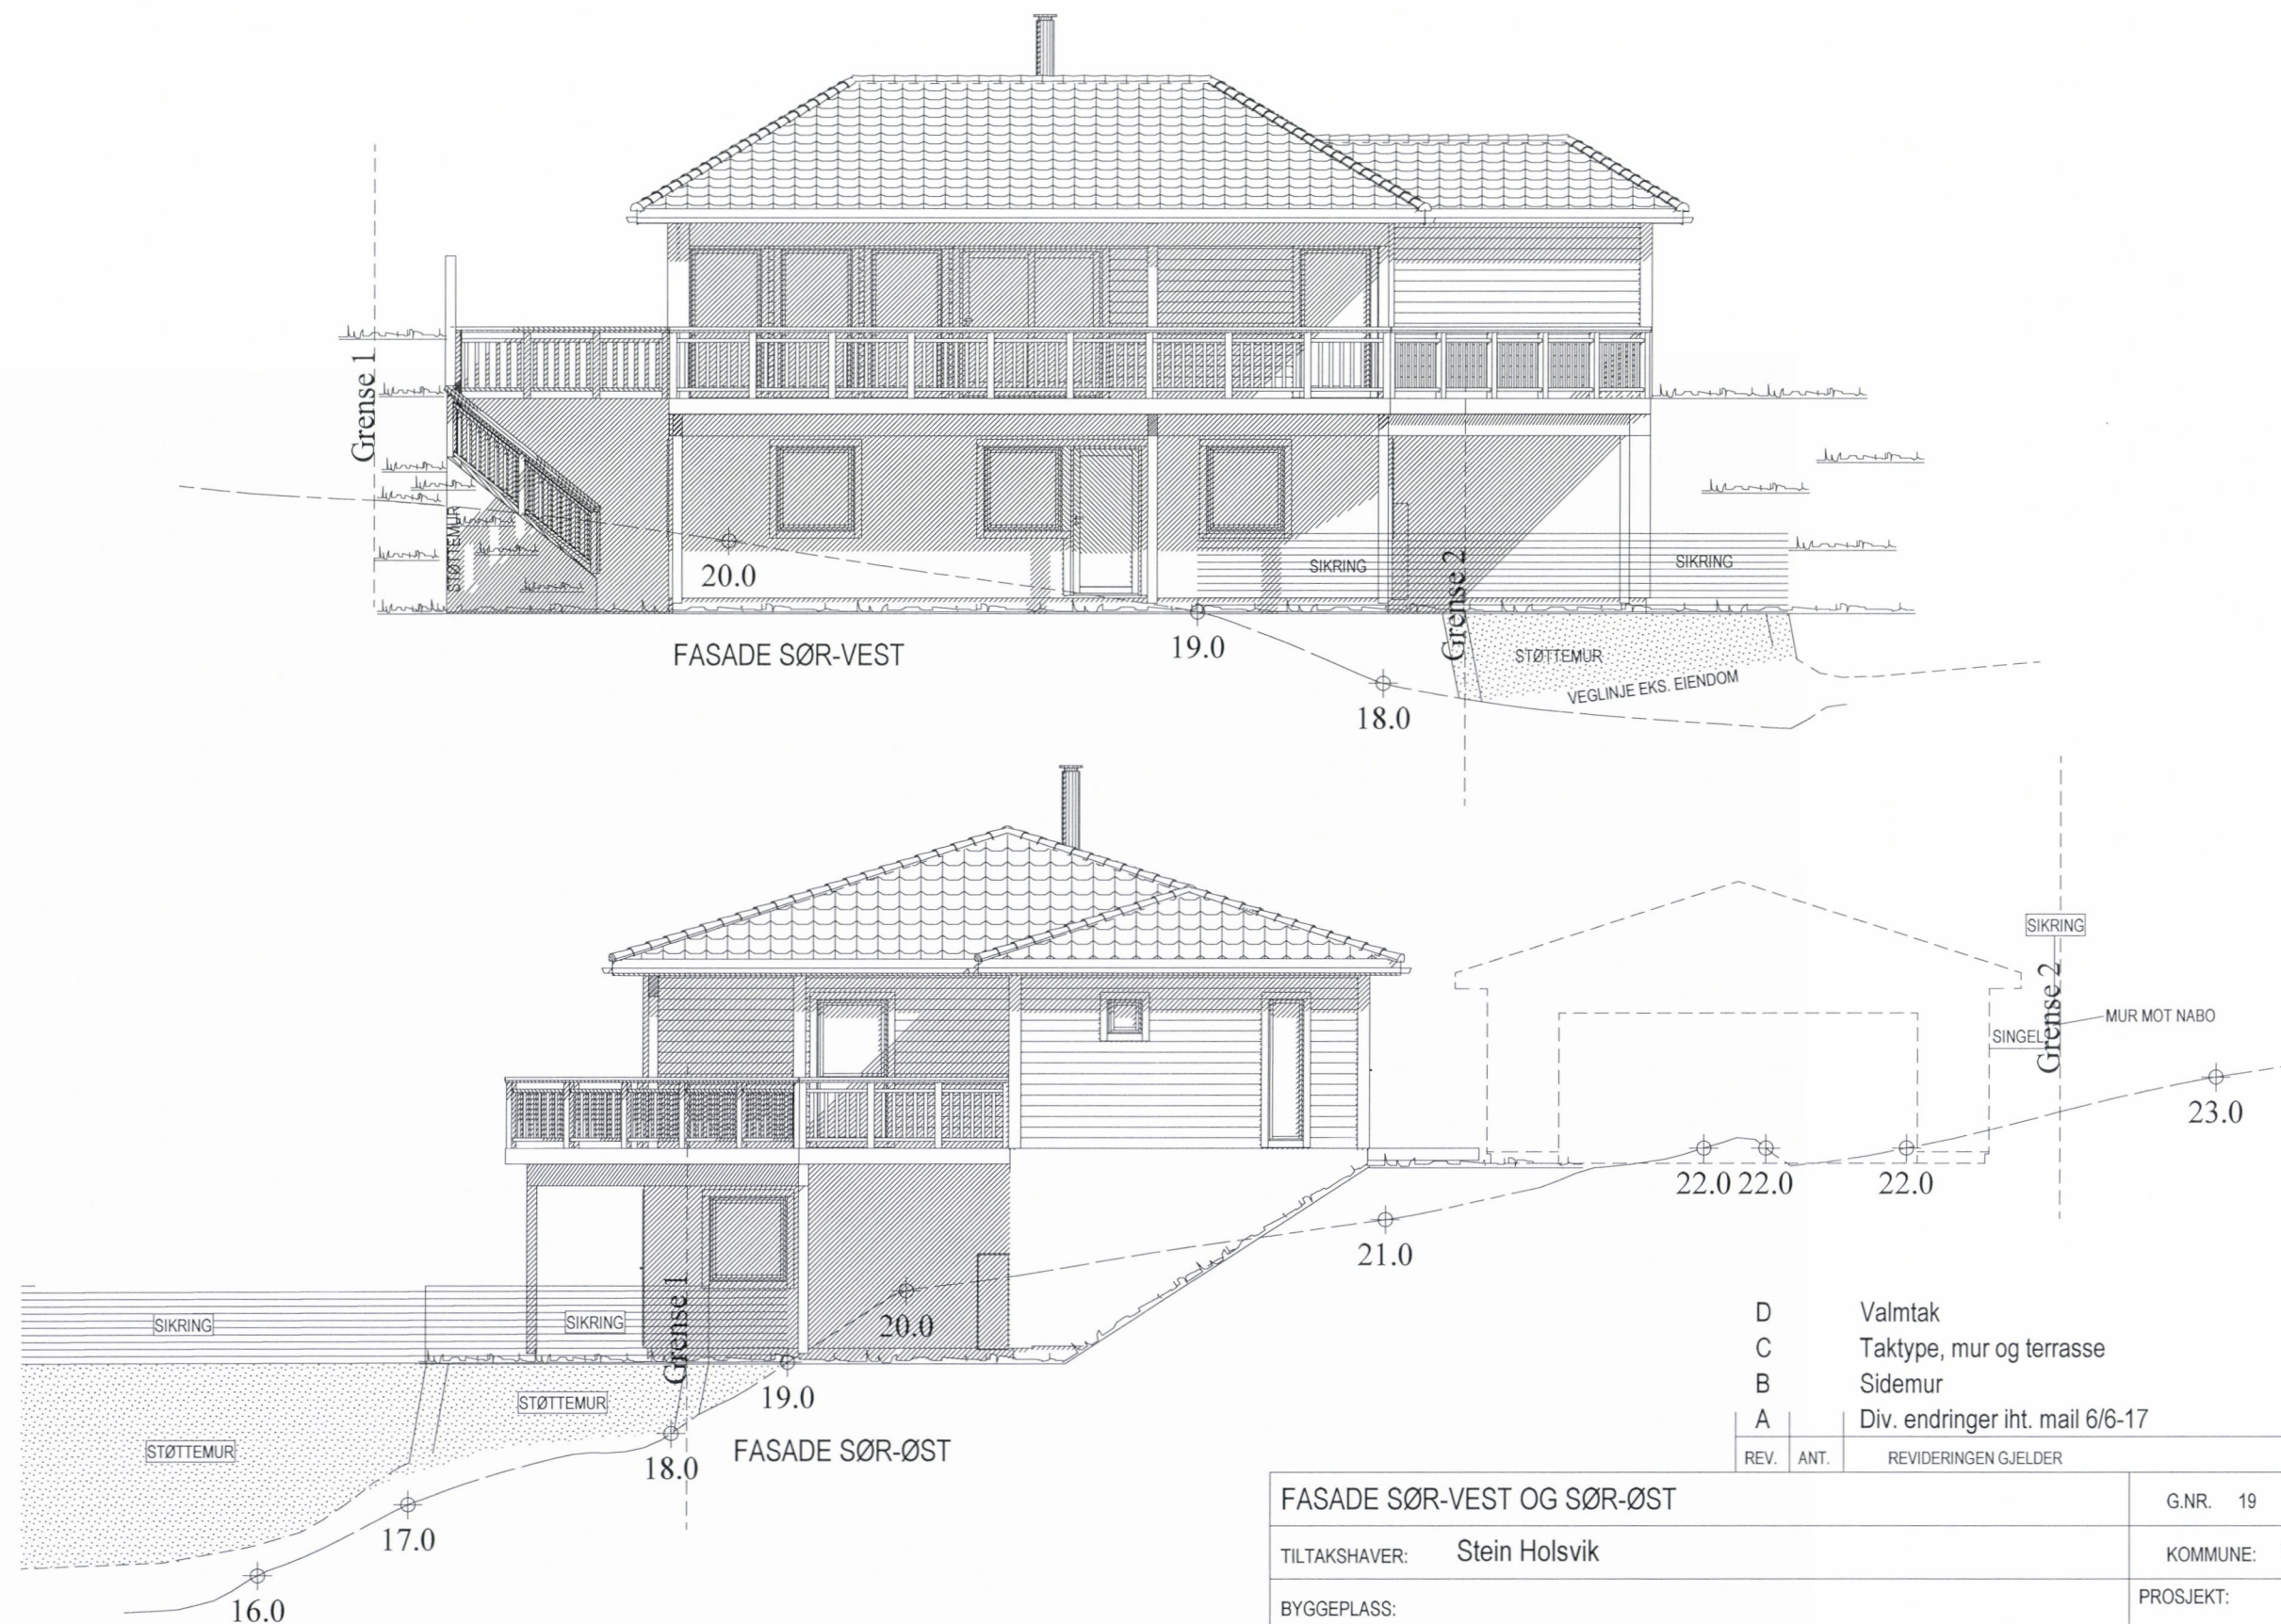 Grense 1
STØTTEMUR
20.0
SIKRING
SIKRING
Grense 2
FASADE SØR-VEST
19.0
STØTTEMUR
VEGLINJE EKS. EIENDOM
18.0
SIKRING
Grense 2
MUR MOT NABO
SINGEL
23.0
22.0 22.0 22.0
21.0
SIKRING
SIKRING
Grense 1
20.0
19.0
STØTTEMUR
STØTTEMUR
FASADE SØR-ØST
18.0
17.0
16.0
D Valmtak
C Taktype, mur og terrasse
B Sidemur
A Div. endringer iht. mail 6/6-17
REV. ANT. REVIDERINGEN GJELDER
FASADE SØR-VEST OG SØR-ØST G.NR. 19
TILTAKSHAVER: Stein Holsvik KOMMUNE:
BYGGEPLASS: PROSJEKT: